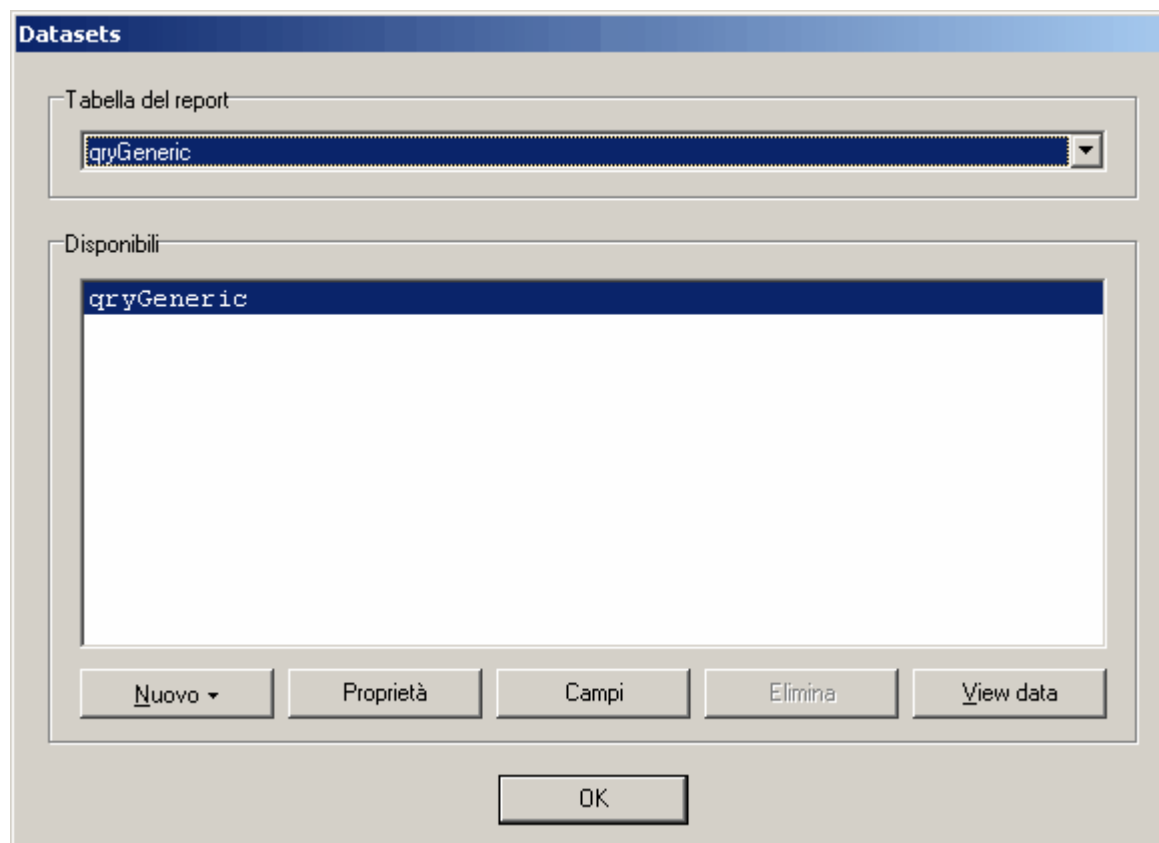 Datasets
Tabella del report
qryGeneric
Disponibili
qryGeneric
Nuovo
Proprietà
Campi
Elimina
View data
OK